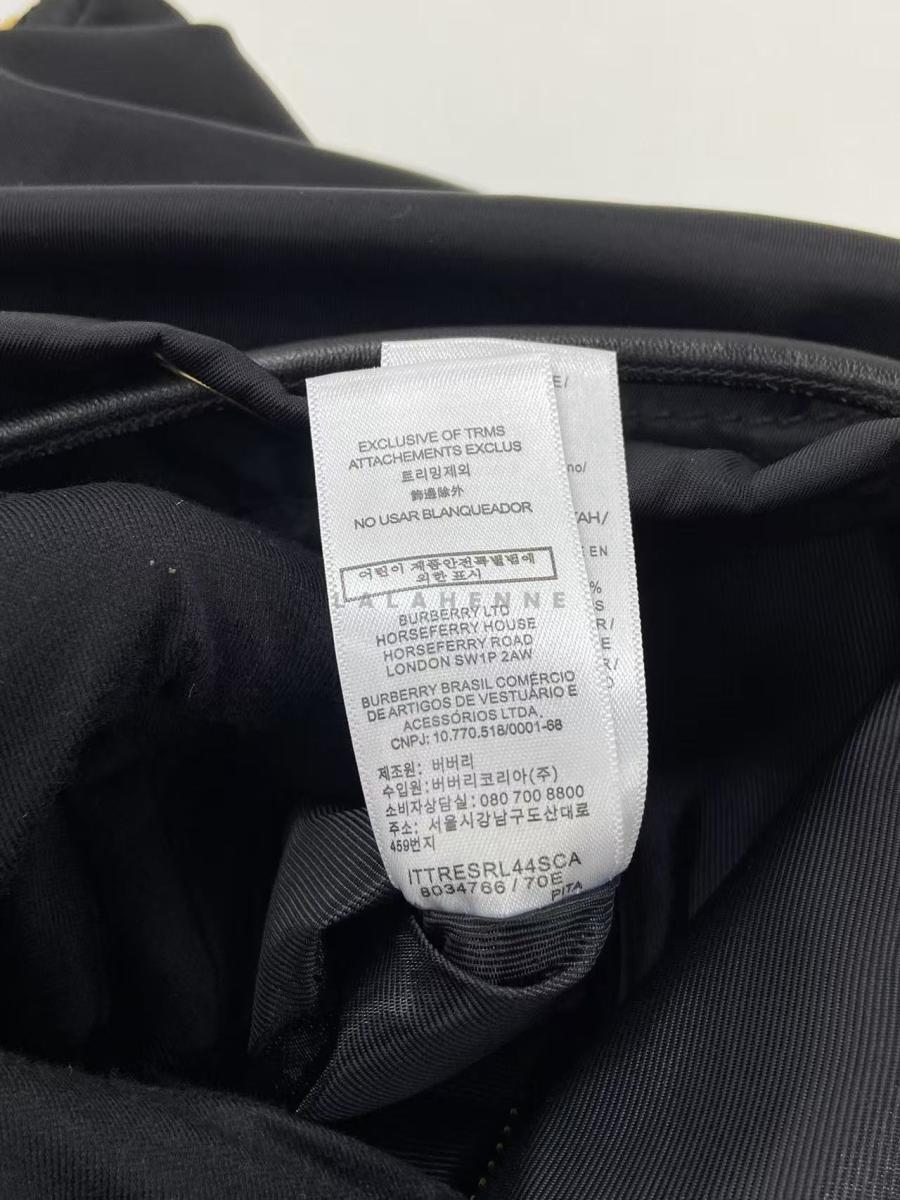 EXCLUSIVE OF TRMS
ATTACHEMENTS EXCLUS
트리밍제외
飾邊除外
NO USAR BLANQUEADOR
어린이 제품안전특별법에
의한 표시
LALAHENNE
BURBERRY LTD
HORSEFERRY HOUSE
HORSEFERRY ROAD
LONDON SW1P 2AW
BURBERRY BRASIL COMÉRCIO
DE ARTIGOS DE VESTUÁRIO E
ACESSÓRIOS LTDA.
CNPJ: 10.770.518/0001-68
제조원: 버버리
수입원:버버리코리아(주)
소비자상담실: 080 700 8800
주소: 서울시강남구도산대로
459번지
ITTRESRL44SCA
8034766 / 70E
PITA
E/
no/
AH/
EN
%
S
R/
E
R/
O